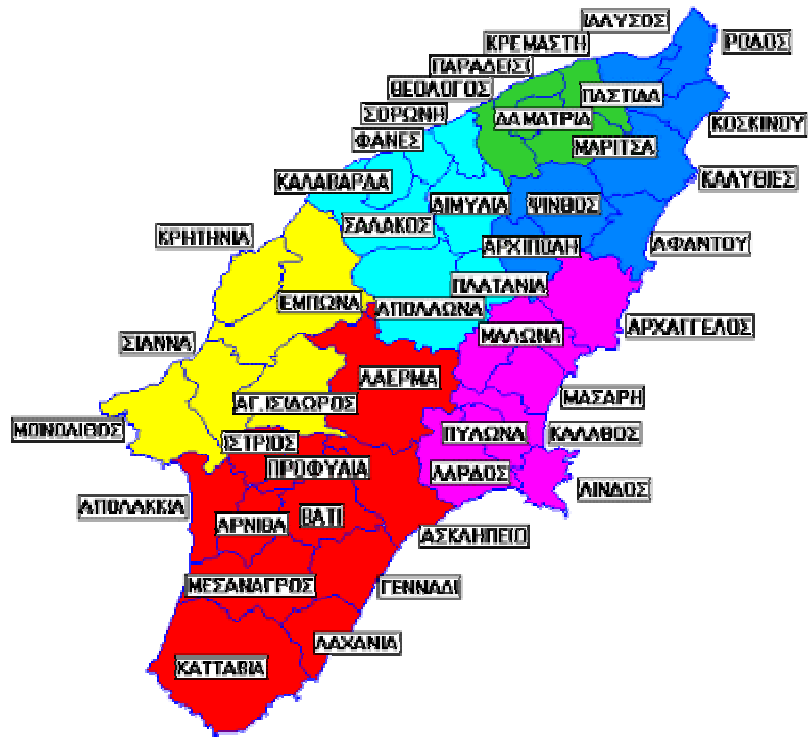 ΙΑΛΥΣΟΣ
ΡΟΔΟΣ
ΚΡΕΜΑΣΤΗ
ΠΑΡΑΔΕΙΣΙ
ΘΕΟΛΟΓΟΣ
ΠΑΣΤΙΔΑ
ΣΟΡΩΝΗ
ΔΑΜΑΤΡΙΑ
ΚΟΣΚΙΝΟΥ
ΦΑΝΕΣ
ΜΑΡΙΤΣΑ
ΚΑΛΑΒΑΡΔΑ
ΚΑΛΥΘΙΕΣ
ΔΙΜΥΛΙΑ
ΨΙΝΘΟΣ
ΣΑΛΑΚΟΣ
ΚΡΗΤΗΝΙΑ
ΑΡΧΙΠΟΛΗ
ΑΦΑΝΤΟΥ
ΠΛΑΤΑΝΙΑ
ΕΜΠΩΝΑ
ΑΠΟΛΛΩΝΑ
ΑΡΧΑΓΓΕΛΟΣ
ΜΑΛΩΝΑ
ΣΙΑΝΝΑ
ΛΑΕΡΜΑ
ΜΑΣΑΡΗ
ΑΓ.ΙΣΙΔΩΡΟΣ
ΜΟΝΟΛΙΘΟΣ
ΠΥΛΩΝΑ
ΚΑΛΑΘΟΣ
ΙΣΤΡΙΟΣ
ΠΡΟΦΥΛΙΑ
ΛΑΡΔΟΣ
ΛΙΝΔΟΣ
ΑΠΟΛΑΚΚΙΑ
ΑΡΝΙΘΑ
ΒΑΤΙ
ΑΣΚΛΗΠΕΙΟ
ΜΕΣΑΝΑΓΡΟΣ
ΓΕΝΝΑΔΙ
ΛΑΧΑΝΙΑ
ΚΑΤΤΑΒΙΑ